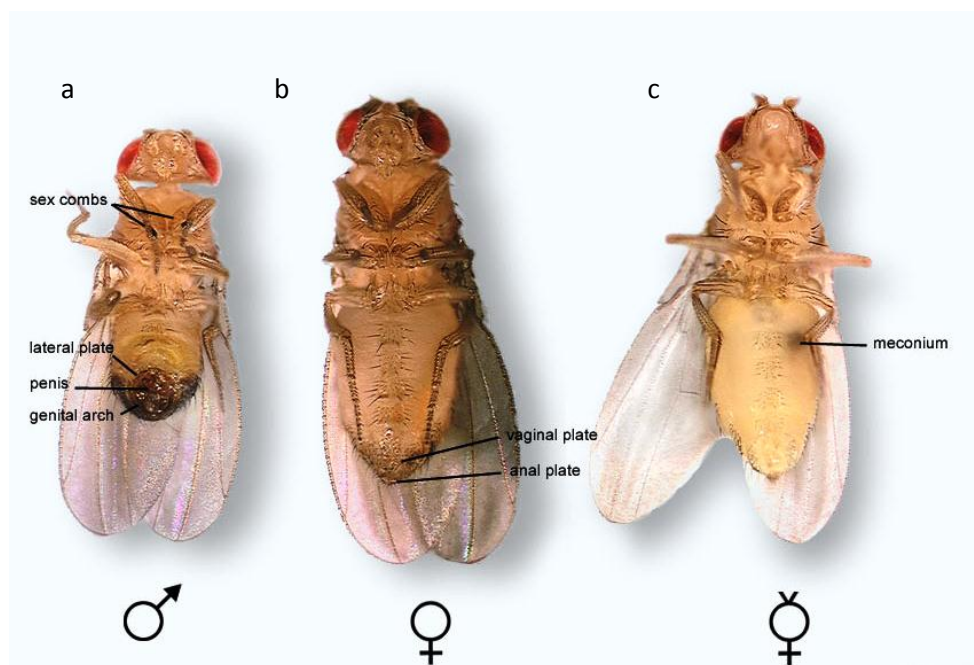 a
b
c
sex combs
lateral plate
penis
genital arch
meconium
vaginal plate
anal plate